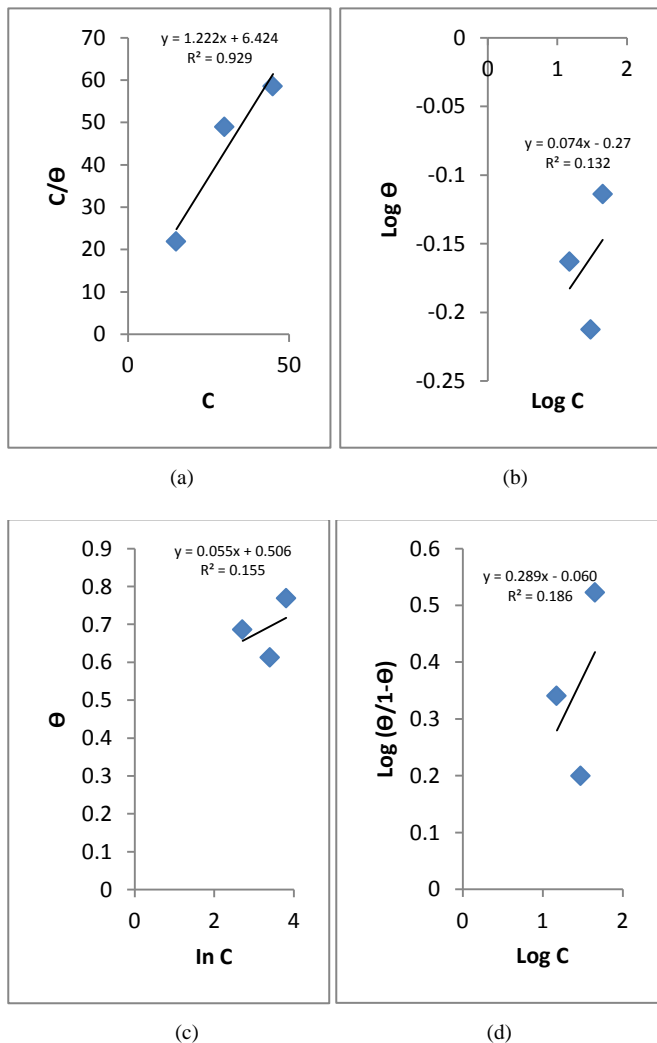 y = 1.222x + 6.424
R² = 0.929
70
60
50
40
30
20
10
0
C/Ɵ
0
50
C
(a)
0
-0.05
-0.1
-0.15
-0.2
-0.25
0
1
2
y = 0.074x - 0.27
R² = 0.132
Log Ɵ
Log C
(b)
y = 0.055x + 0.506
R² = 0.155
0.9
0.8
0.7
0.6
0.5
0.4
0.3
0.2
0.1
0
Ɵ
0
2
4
In C
(c)
y = 0.289x - 0.060
R² = 0.186
0.6
0.5
0.4
0.3
0.2
0.1
0
Log (Ɵ/1-Ɵ)
0
1
2
Log C
(d)